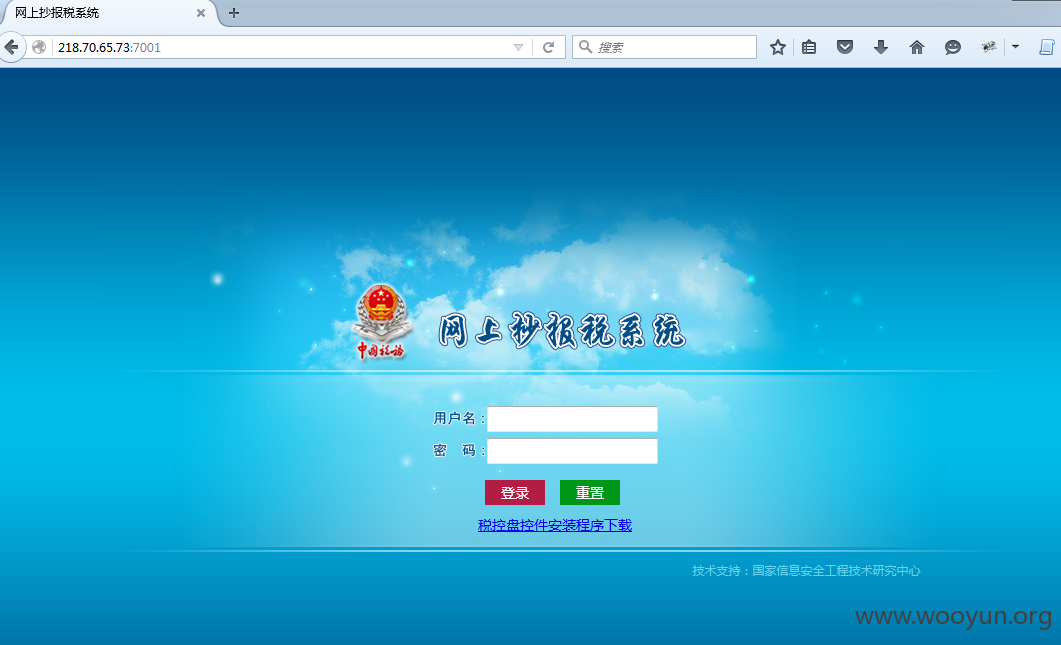 网上抄报税系统
218.70.65.73:7001
搜索
中国税务
网上抄报税系统
用户名：
密 码：
登录 重置
税控盘控件安装程序下载
技术支持：国家信息安全工程技术研究中心
www.wooyun.org